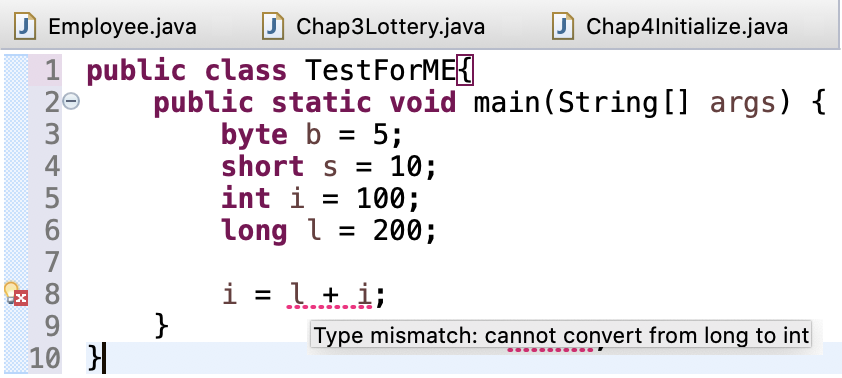 Employee.java Chap3Lottery.java Chap4Initialize.java
1 public class TestForME{
2 public static void main(String[] args) {
3 byte b = 5;
4 short s = 10;
5 int i = 100;
6 long l = 200;
7
8 i = l + i;
9 }
Type mismatch: cannot convert from long to int
10 }